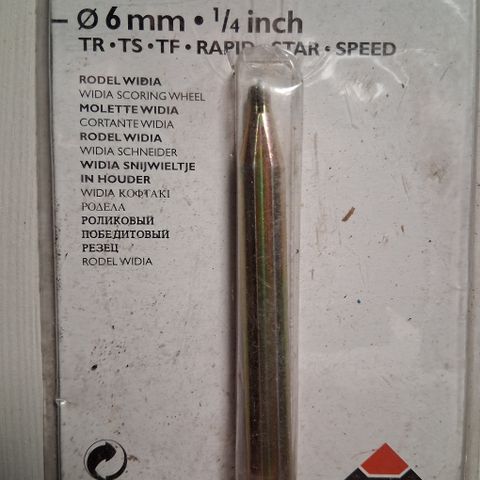 Ø 6 mm • 1/4 inch
TR • TS • TF • RAPID • STAR • SPEED
RODEL WIDIA
WIDIA SCORING WHEEL
MOLETTE WIDIA
CORTANTE WIDIA
RODEL WIDIA
WIDIA SCHNEIDER
WIDIA SNIJWIELTJE
IN HOUDER
WIDIA ΚΟΦΤΑΚΙ
ΡΟΔΕΛΑ
РОЛИКОВЫЙ
ПОБЕДИТОВЫЙ
РЕЗЕЦ
RODEL WIDIA